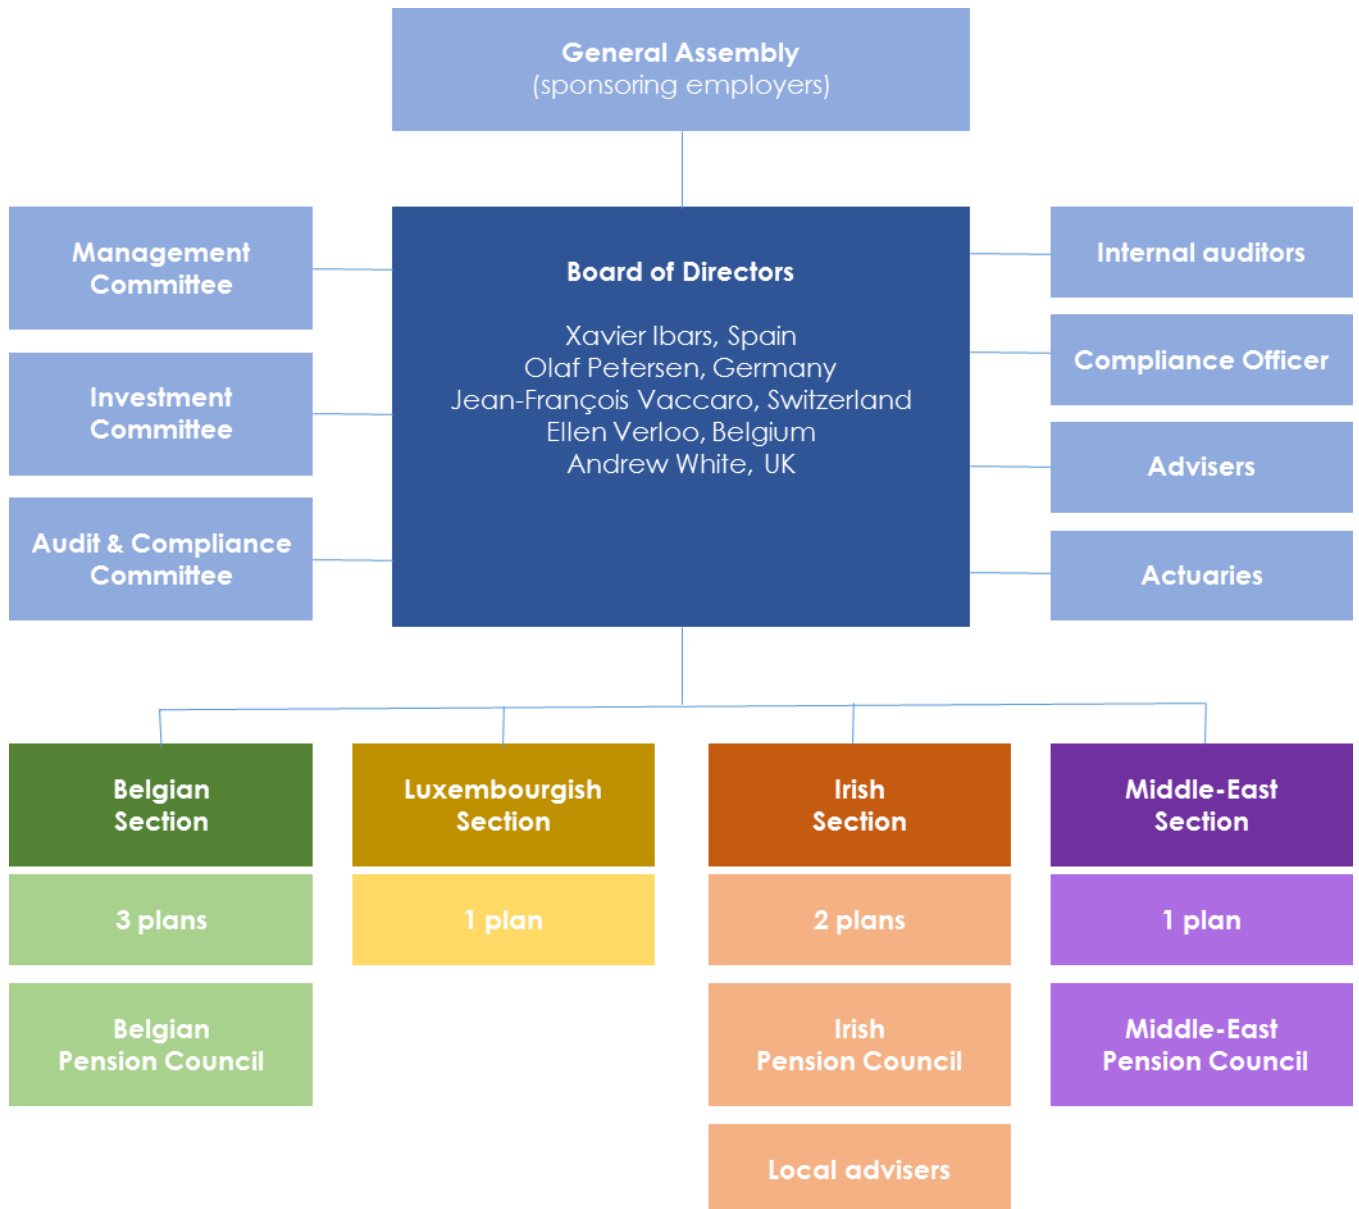 General Assembly
(sponsoring employers)
Management
Committee
Investment
Committee
Audit & Compliance
Committee
Board of Directors
Xavier Ibars, Spain
Olaf Petersen, Germany
Jean-François Vaccaro, Switzerland
Ellen Verloo, Belgium
Andrew White, UK
Internal auditors
Compliance Officer
Advisers
Actuaries
Belgian
Section
3 plans
Belgian
Pension Council
Luxembourgish
Section
1 plan
Irish
Section
2 plans
Irish
Pension Council
Local advisers
Middle-East
Section
1 plan
Middle-East
Pension Council